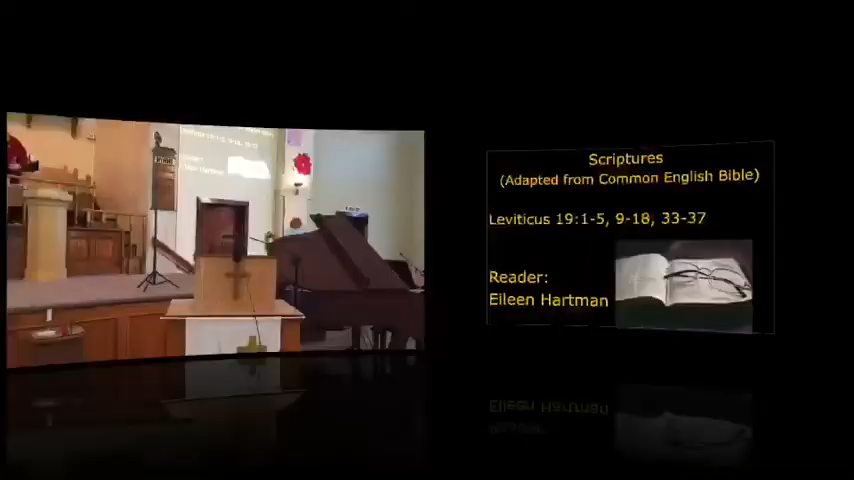 Scriptures
(Adapted from Common English Bible)
Leviticus 19:1-5, 9-18, 33-37
Reader:
Eileen Hartman